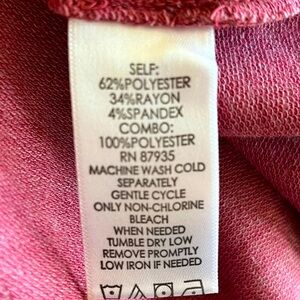 SELF:
62%POLYESTER
34%RAYON
4%SPANDEX
COMBO:
100%POLYESTER
RN 87935
MACHINE WASH COLD
SEPARATELY
GENTLE CYCLE
ONLY NON-CHLORINE
BLEACH
WHEN NEEDED
TUMBLE DRY LOW
REMOVE PROMPTLY
LOW IRON IF NEEDED